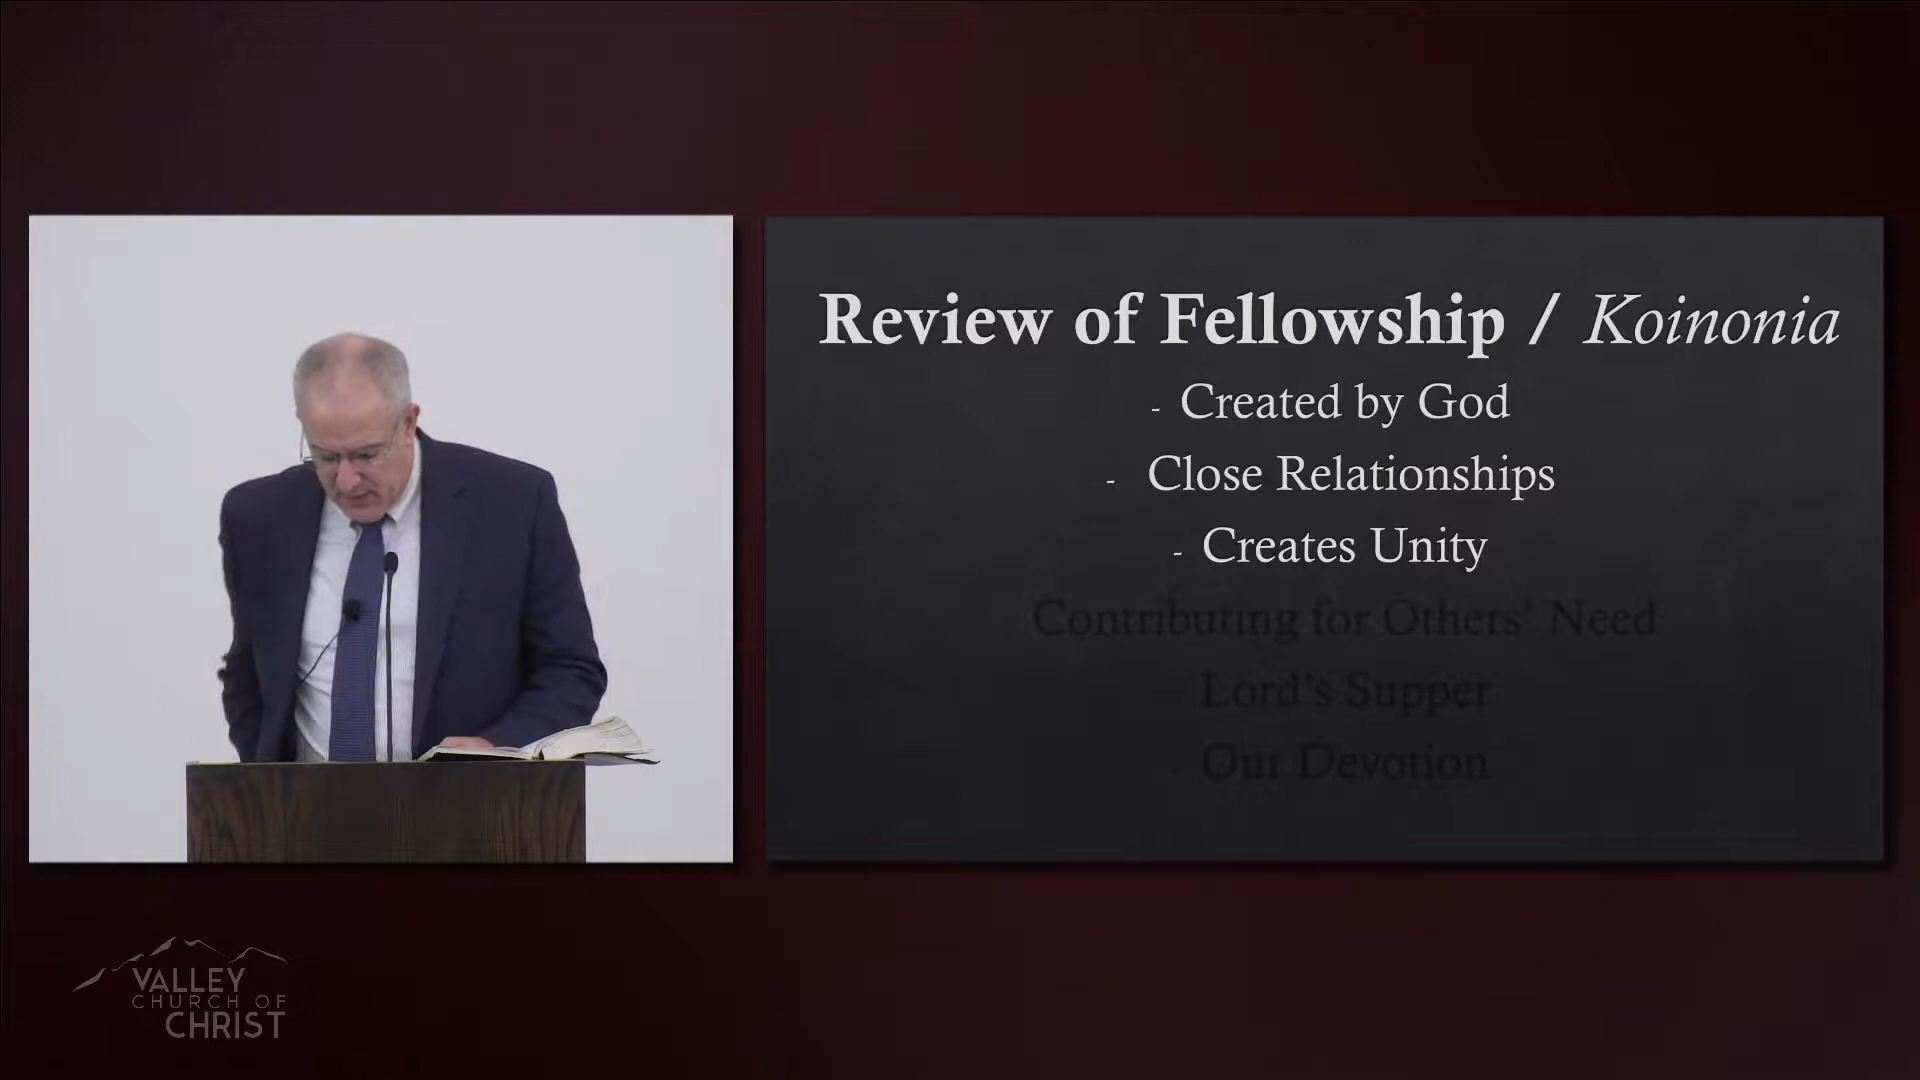 Review of Fellowship / Koinonia
- Created by God
- Close Relationships
- Creates Unity
Contributing for Others' Need
Lord's Supper
- Our Devotion
VALLEY
CHURCH OF
CHRIST